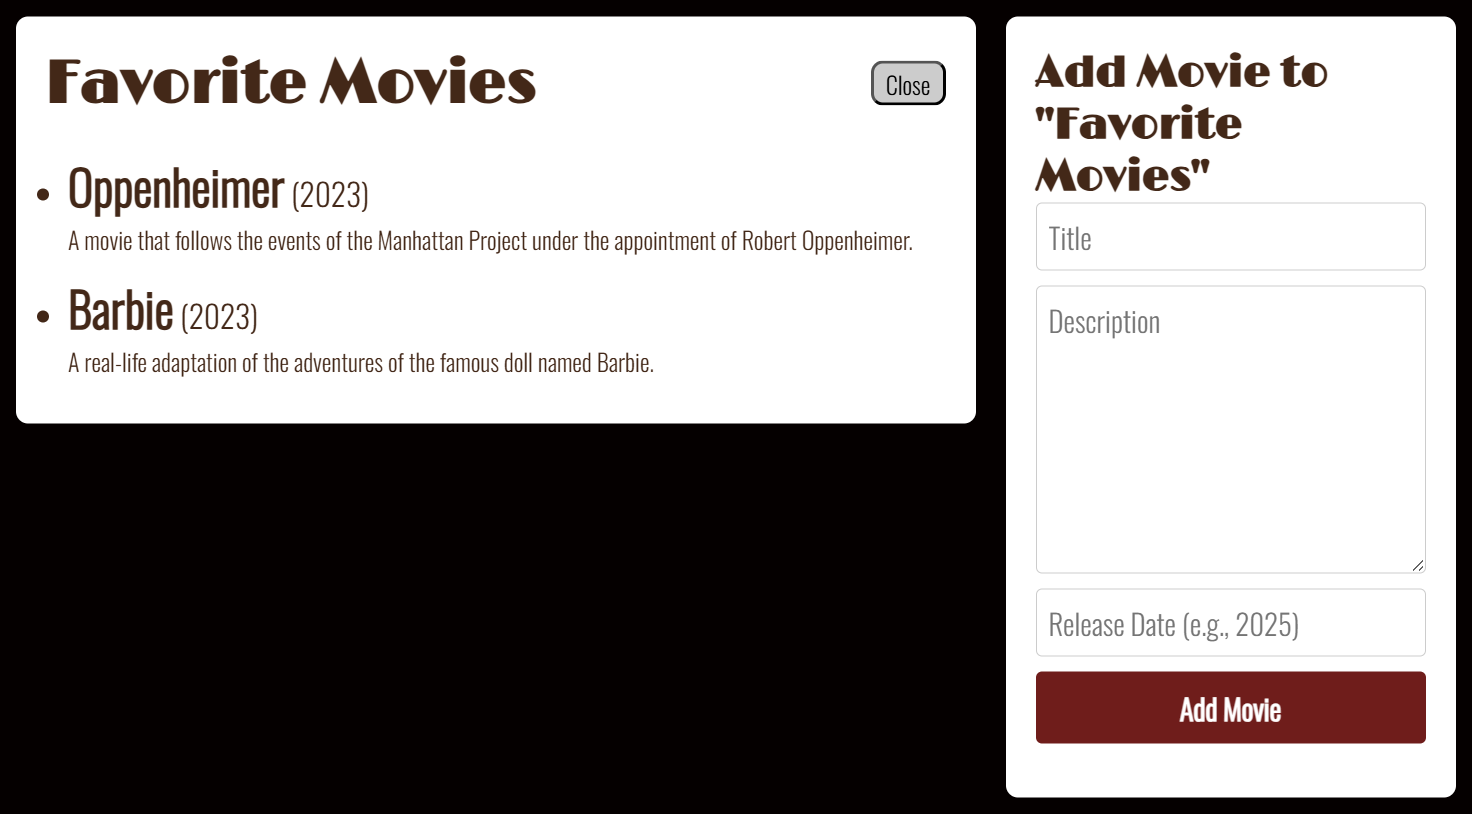 Favorite Movies
Close
Oppenheimer (2023)
A movie that follows the events of the Manhattan Project under the appointment of Robert Oppenheimer.
Barbie (2023)
A real-life adaptation of the adventures of the famous doll named Barbie.
Add Movie to
"Favorite
Movies"
Title
Description
Release Date (e.g., 2025)
Add Movie